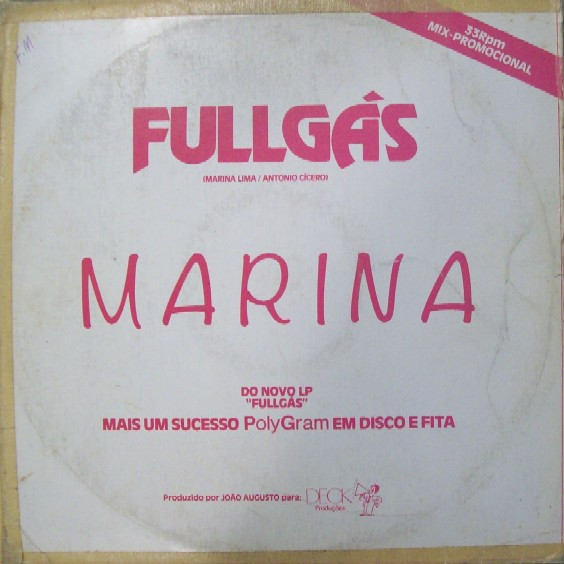 33Rpm
MIX-PROMOCIONAL
F.M
FULLGÁS
(MARINA LIMA / ANTONIO CÍCERO)
MARINA
DO NOVO LP
"FULLGÁS"
MAIS UM SUCESSO PolyGram EM DISCO E FITA
Produzido por JOÃO AUGUSTO para: DECK
Produções